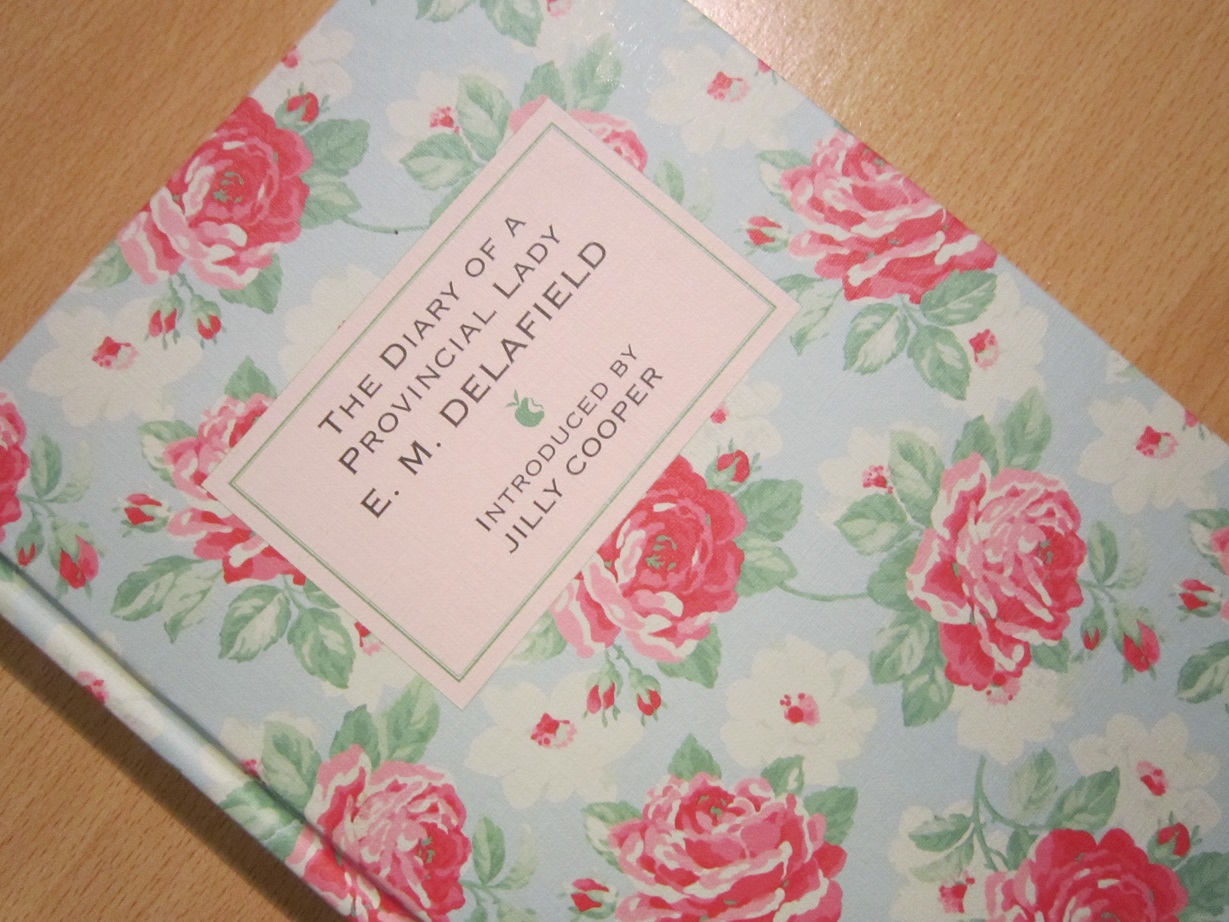 THE DIARY OF A
PROVINCIAL LADY
E. M. DELAFIELD
INTRODUCED BY
JILLY COOPER